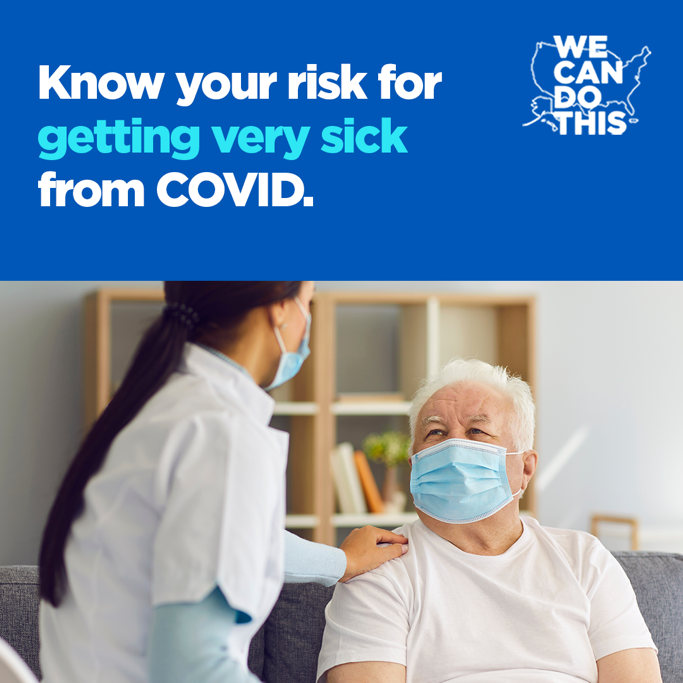 Know your risk for
getting very sick
from COVID.
WE
CAN
DO
THIS